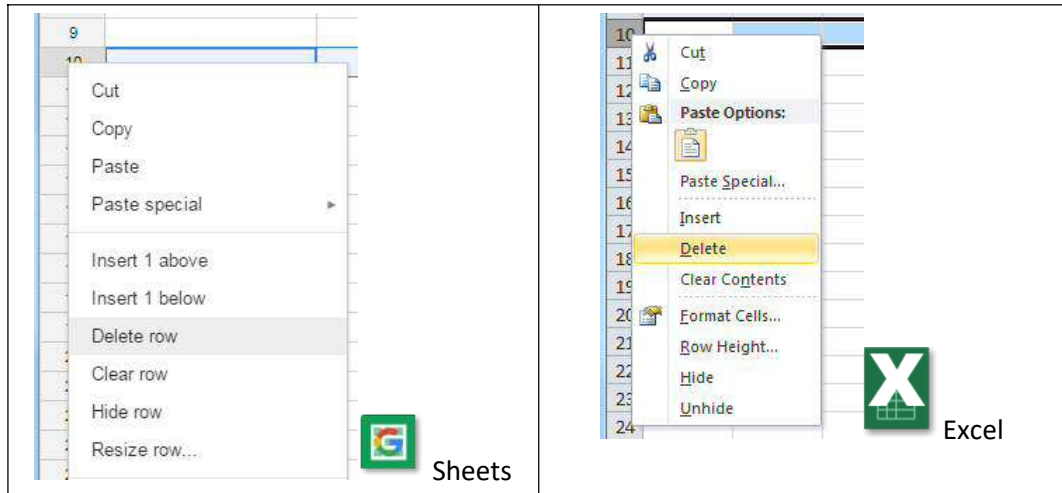 9
10
Cut
Copy
Paste
Paste special
Insert 1 above
Insert 1 below
Delete row
Clear row
Hide row
Resize row...
G
Sheets
10
11
12
13
14
15
16
17
18
19
20
21
22
23
24
Cut
Copy
Paste Options:
Paste Special...
Insert
Delete
Clear Contents
Format Cells...
Row Height...
Hide
Unhide
X
Excel